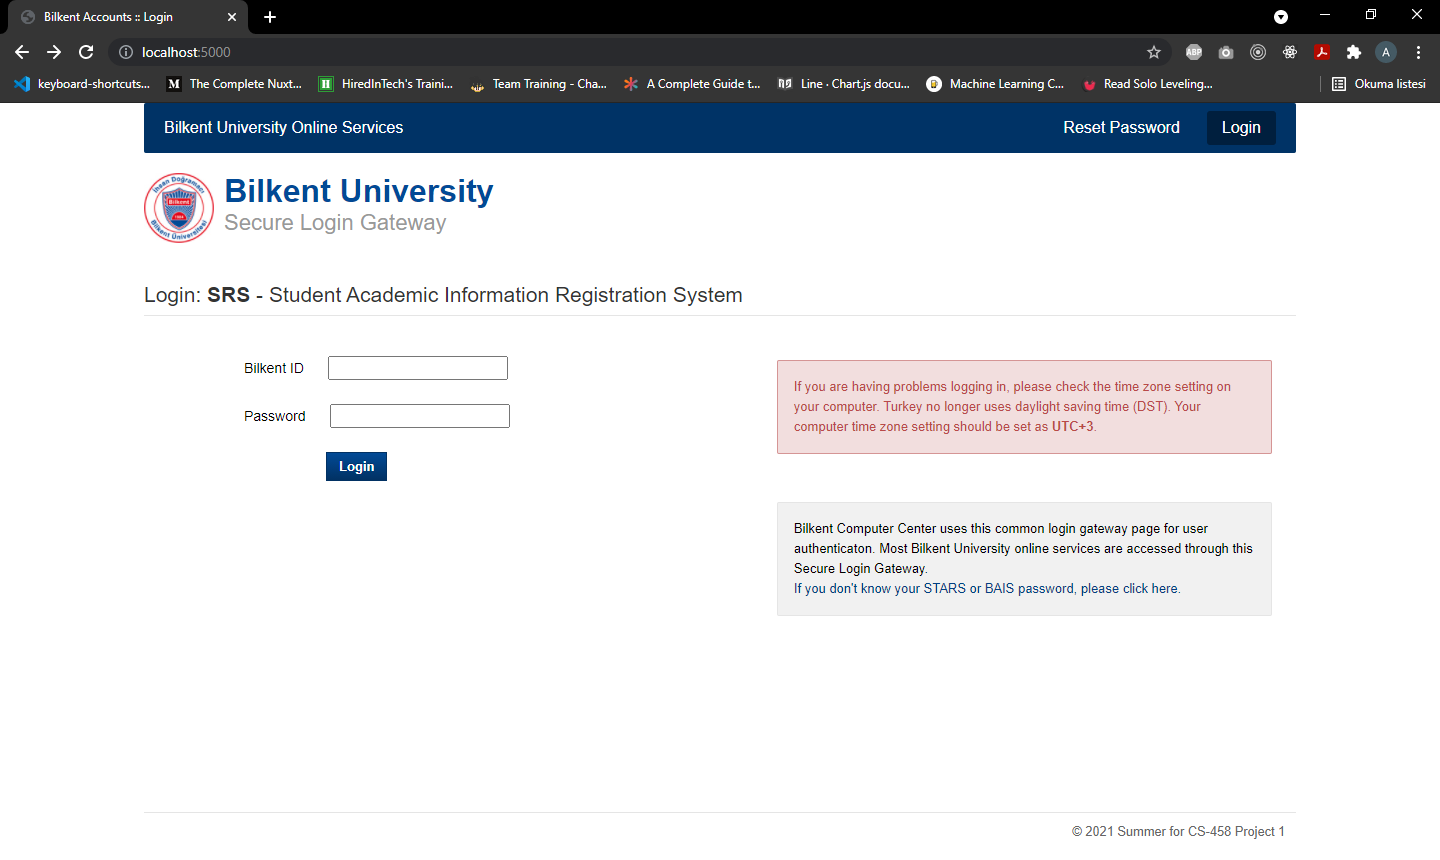 Bilkent Accounts :: Login
localhost:5000
ABP
A
keyboard-shortcuts...
M
The Complete Nuxt...
HiredInTech's Traini...
Team Training - Cha...
A Complete Guide t...
Line · Chart.js docu...
Machine Learning C...
Read Solo Leveling...
Okuma listesi
Bilkent University Online Services
Reset Password
Login
İhsan Doğramacı
Bilkent
Bilkent Üniversitesi
Bilkent University
Secure Login Gateway
Login: SRS - Student Academic Information Registration System
Bilkent ID
Password
Login
If you are having problems logging in, please check the time zone setting on
your computer. Turkey no longer uses daylight saving time (DST). Your
computer time zone setting should be set as UTC+3.
Bilkent Computer Center uses this common login gateway page for user
authenticaton. Most Bilkent University online services are accessed through this
Secure Login Gateway.
If you don't know your STARS or BAIS password, please click here.
© 2021 Summer for CS-458 Project 1